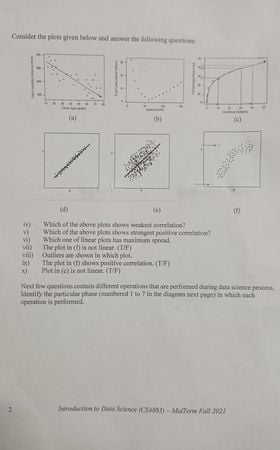 Consider the plots given below and answer the following questions:
(a)
(b)
(c)
(d)
(e)
(f)
iv) Which of the above plots shows weakest correlation?
v) Which of the above plots shows strongest positive correlation?
vi) Which one of linear plots has maximum spread.
vii) The plot in (f) is not linear. (T/F)
viii) Outliers are shown in which plot.
ix) The plot in (f) shows positive correlation. (T/F)
x) Plot in (c) is not linear. (T/F)
Next few questions contain different operations that are performed during data science process.
Identify the particular phase (numbered 1 to 7 in the diagram next page) in which each
operation is performed.
2
Introduction to Data Science (CS4883) – MidTerm Fall 2021